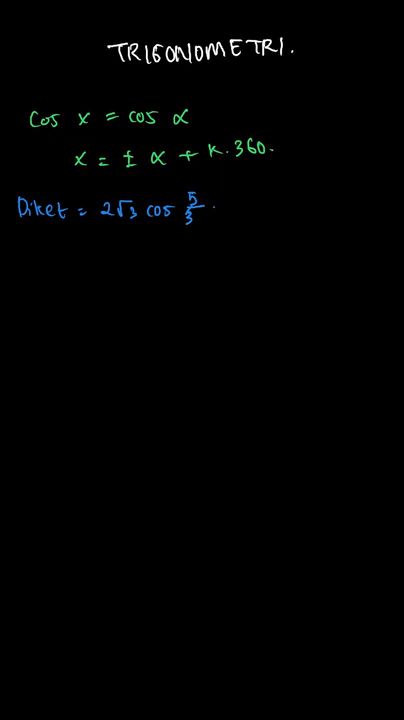 TRIGONOMETRI.
Cos x = cos α
x = ± α + K. 360.
Diket = 2√3 cos 5/3